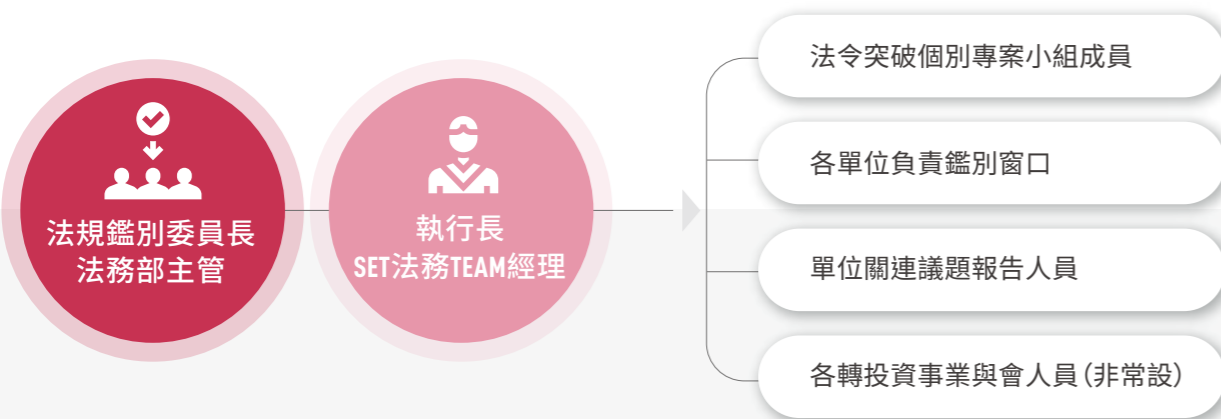 法規鑑別委員長
法務部主管
執行長
SET法務TEAM經理
法令突破個別專案小組成員
各單位負責鑑別窗口
單位關連議題報告人員
各轉投資事業與會人員(非常設)